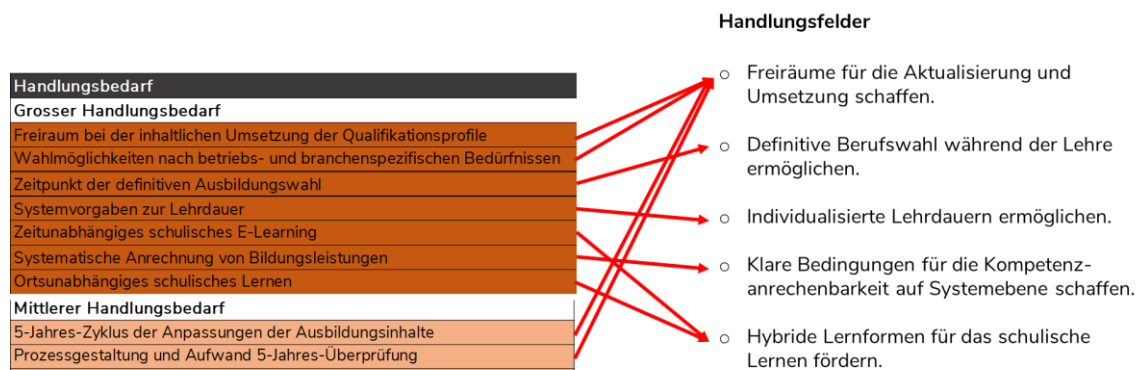 Handlungsbedarf
Grosser Handlungsbedarf
Freiraum bei der inhaltlichen Umsetzung der Qualifikationsprofile
Wahlmöglichkeiten nach betriebs- und branchenspezifischen Bedürfnissen
Zeitpunkt der definitiven Ausbildungswahl
Systemvorgaben zur Lehrdauer
Zeitunabhängiges schulisches E-Learning
Systematische Anrechnung von Bildungsleistungen
Ortsunabhängiges schulisches Lernen
Mittlerer Handlungsbedarf
5-Jahres-Zyklus der Anpassungen der Ausbildungsinhalte
Prozessgestaltung und Aufwand 5-Jahres-Überprüfung
Handlungsfelder
○ Freiräume für die Aktualisierung und
Umsetzung schaffen.
○ Definitive Berufswahl während der Lehre
ermöglichen.
○ Individualisierte Lehrdauern ermöglichen.
○ Klare Bedingungen für die Kompetenz-
anrechenbarkeit auf Systemebene schaffen.
○ Hybride Lernformen für das schulische
Lernen fördern.